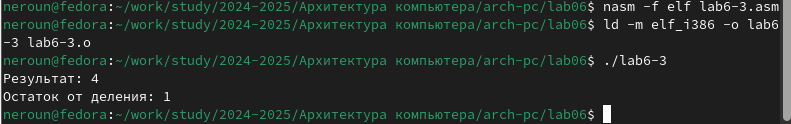 neroun@fedora:~/work/study/2024-2025/Архитектура компьютера/arch-pc/lab06$ nasm -f elf lab6-3.asm
neroun@fedora:~/work/study/2024-2025/Архитектура компьютера/arch-pc/lab06$ ld -m elf_i386 -o lab6
-3 lab6-3.o
neroun@fedora:~/work/study/2024-2025/Архитектура компьютера/arch-pc/lab06$ ./lab6-3
Результат: 4
Остаток от деления: 1
neroun@fedora:~/work/study/2024-2025/Архитектура компьютера/arch-pc/lab06$